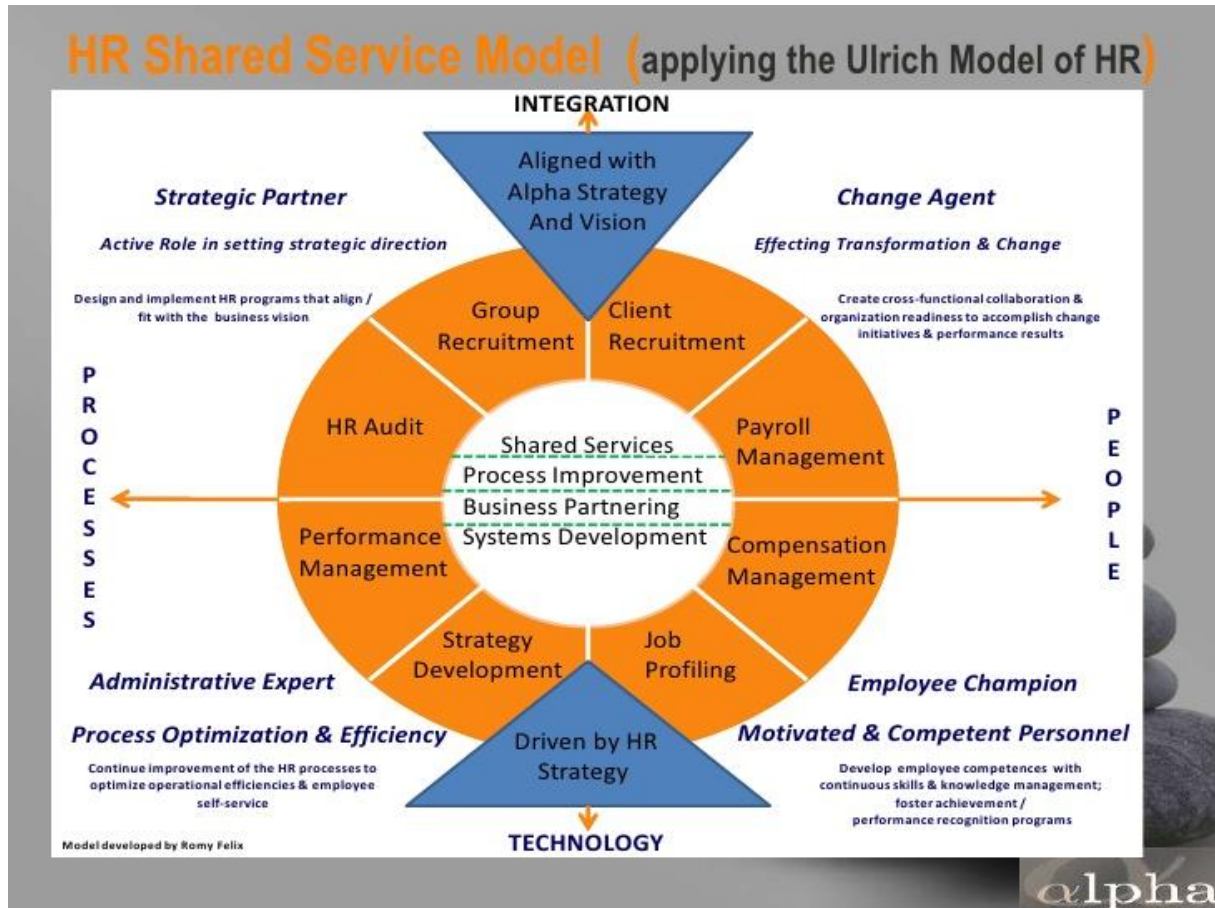 HR Shared Service Model (applying the Ulrich Model of HR)
INTEGRATION
Aligned with
Alpha Strategy
And Vision
Strategic Partner
Active Role in setting strategic direction
Design and implement HR programs that align /
fit with the business vision
Change Agent
Effecting Transformation & Change
Create cross-functional collaboration &
organization readiness to accomplish change
initiatives & performance results
Group
Recruitment
Client
Recruitment
HR Audit
Payroll
Management
PROCESSES
PEOPLE
Shared Services
Process Improvement
Business Partnering
Systems Development
Performance
Management
Compensation
Management
Strategy
Development
Job
Profiling
Administrative Expert
Process Optimization & Efficiency
Continue improvement of the HR processes to
optimize operational efficiencies & employee
self-service
Driven by HR
Strategy
Employee Champion
Motivated & Competent Personnel
Develop employee competences with
continuous skills & knowledge management;
foster achievement /
performance recognition programs
TECHNOLOGY
Model developed by Romy Felix
αlpha